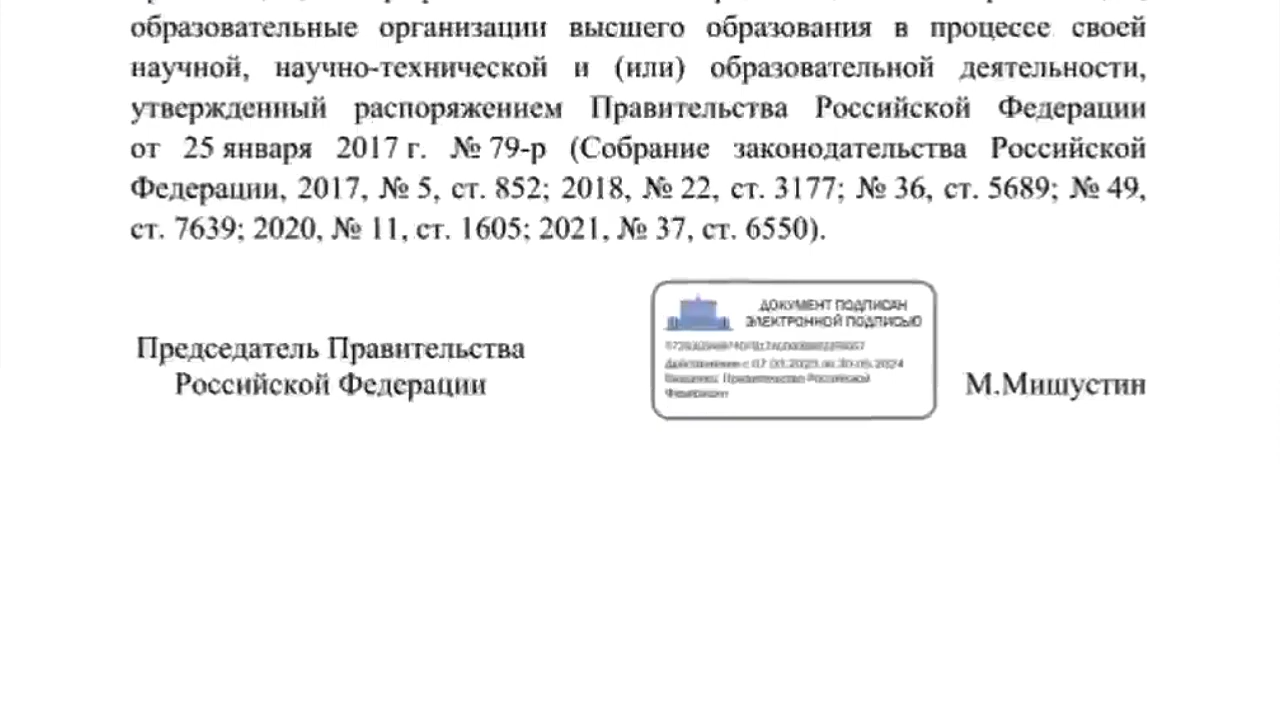 образовательные организации высшего образования в процессе своей
научной, научно-технической и (или) образовательной деятельности,
утвержденный распоряжением Правительства Российской Федерации
от 25 января 2017 г. № 79-р (Собрание законодательства Российской
Федерации, 2017, № 5, ст. 852; 2018, № 22, ст. 3177; № 36, ст. 5689; № 49,
ст. 7639; 2020, № 11, ст. 1605; 2021, № 37, ст. 6550).
ДОКУМЕНТ ПОДПИСАН
ЭЛЕКТРОННОЙ ПОДПИСЬЮ
Правительство Российской
Федерации
Председатель Правительства
Российской Федерации
М.Мишустин